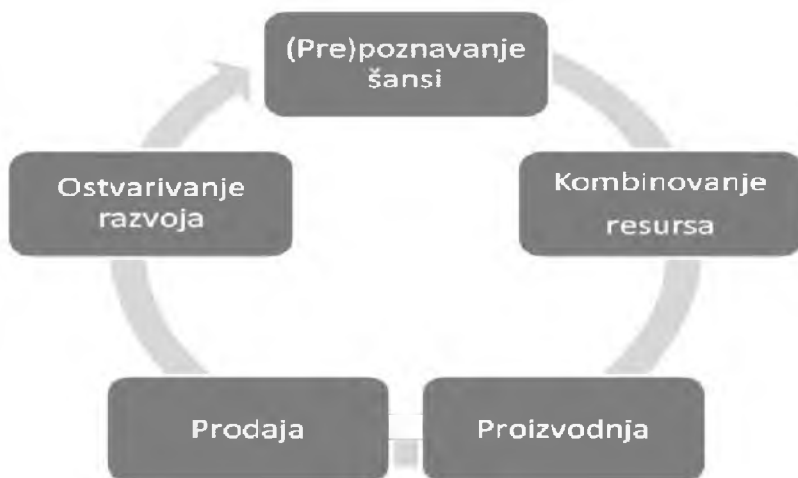 (Pre)poznavanje
šansi
Kombinovanje
resursa
Proizvodnja
Prodaja
Ostvarivanje
razvoja